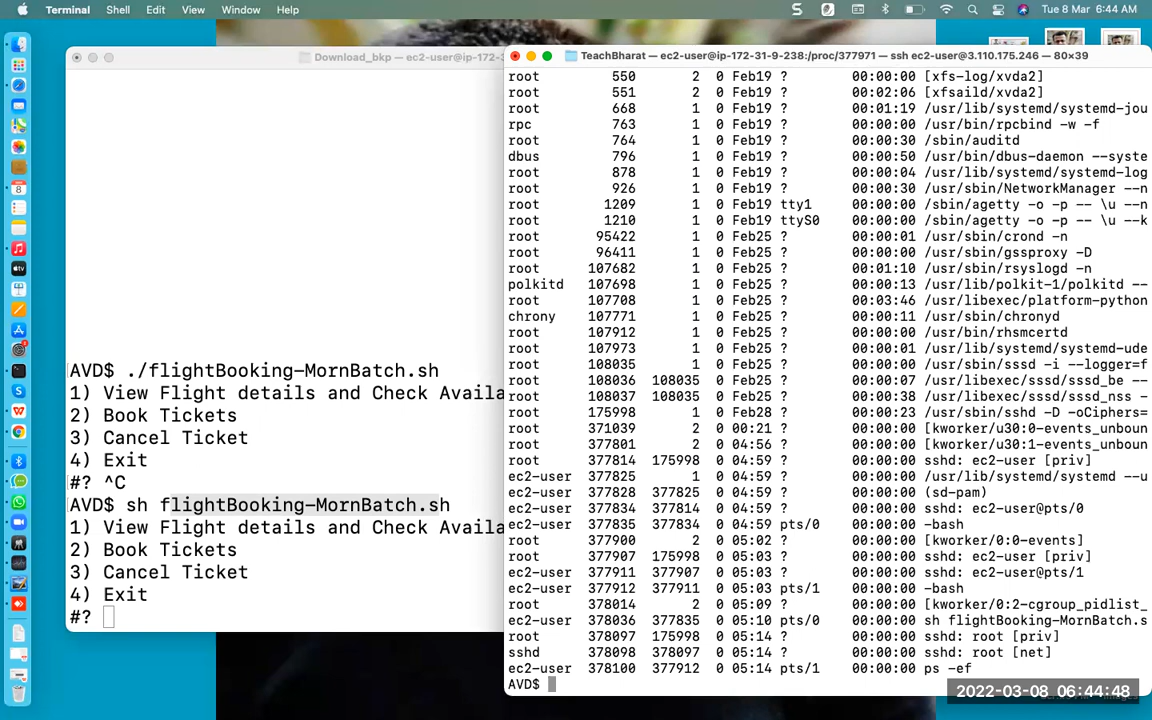 Terminal Shell Edit View Window Help
Tue 8 Mar 6:44 AM
Download_bkp — ec2-user@ip-172-3
AVD$ ./flightBooking-MornBatch.sh
1) View Flight details and Check Availa
2) Book Tickets
3) Cancel Ticket
4) Exit
#? ^C
AVD$ sh flightBooking-MornBatch.sh
1) View Flight details and Check Availa
2) Book Tickets
3) Cancel Ticket
4) Exit
#?
TeachBharat — ec2-user@ip-172-31-9-238:/proc/377971 — ssh ec2-user@3.110.175.246 — 80×39
root 550 2 0 Feb19 ? 00:00:00 [xfs-log/xvda2]
root 551 2 0 Feb19 ? 00:02:06 [xfsaild/xvda2]
root 668 1 0 Feb19 ? 00:01:19 /usr/lib/systemd/systemd-jou
rpc 763 1 0 Feb19 ? 00:00:00 /usr/bin/rpcbind -w -f
root 764 1 0 Feb19 ? 00:00:30 /sbin/auditd
dbus 796 1 0 Feb19 ? 00:00:50 /usr/bin/dbus-daemon --syste
root 878 1 0 Feb19 ? 00:00:04 /usr/lib/systemd/systemd-log
root 926 1 0 Feb19 ? 00:00:30 /usr/sbin/NetworkManager --n
root 1209 1 0 Feb19 tty1 00:00:00 /sbin/agetty -o -p -- \u --n
root 1210 1 0 Feb19 ttyS0 00:00:00 /sbin/agetty -o -p -- \u --k
root 95422 1 0 Feb25 ? 00:00:01 /usr/sbin/crond -n
root 96411 1 0 Feb25 ? 00:00:00 /usr/sbin/gssproxy -D
root 107682 1 0 Feb25 ? 00:01:10 /usr/sbin/rsyslogd -n
polkitd 107698 1 0 Feb25 ? 00:00:13 /usr/lib/polkit-1/polkitd --
root 107708 1 0 Feb25 ? 00:03:46 /usr/libexec/platform-python
chrony 107771 1 0 Feb25 ? 00:00:11 /usr/sbin/chronyd
root 107912 1 0 Feb25 ? 00:00:00 /usr/bin/rhsmcertd
root 107973 1 0 Feb25 ? 00:00:01 /usr/lib/systemd/systemd-ude
root 108035 1 0 Feb25 ? 00:00:00 /usr/sbin/sssd -i --logger=f
root 108036 108035 0 Feb25 ? 00:00:07 /usr/libexec/sssd/sssd_be --
root 108037 108035 0 Feb25 ? 00:00:38 /usr/libexec/sssd/sssd_nss -
root 175998 1 0 Feb28 ? 00:00:23 /usr/sbin/sshd -D -oCiphers=
root 371039 2 0 00:21 ? 00:00:00 [kworker/u30:0-events_unboun
root 377801 2 0 04:56 ? 00:00:00 [kworker/u30:1-events_unboun
root 377814 175998 0 04:59 ? 00:00:00 sshd: ec2-user [priv]
ec2-user 377825 1 0 04:59 ? 00:00:00 /usr/lib/systemd/systemd --u
ec2-user 377828 377825 0 04:59 ? 00:00:00 (sd-pam)
ec2-user 377834 377814 0 04:59 ? 00:00:00 sshd: ec2-user@pts/0
ec2-user 377835 377834 0 04:59 pts/0 00:00:00 -bash
root 377900 2 0 05:02 ? 00:00:00 [kworker/0:0-events]
root 377907 175998 0 05:03 ? 00:00:00 sshd: ec2-user [priv]
ec2-user 377911 377907 0 05:03 ? 00:00:00 sshd: ec2-user@pts/1
ec2-user 377912 377911 0 05:03 pts/1 00:00:00 -bash
root 378014 2 0 05:09 ? 00:00:00 [kworker/0:2-cgroup_pidlist_
ec2-user 378036 377835 0 05:10 pts/0 00:00:00 sh flightBooking-MornBatch.s
root 378097 175998 0 05:14 ? 00:00:00 sshd: root [priv]
sshd 378098 378097 0 05:14 ? 00:00:00 sshd: root [net]
ec2-user 378100 377912 0 05:14 pts/1 00:00:00 ps -ef
AVD$
2022-03-08 06:44:48